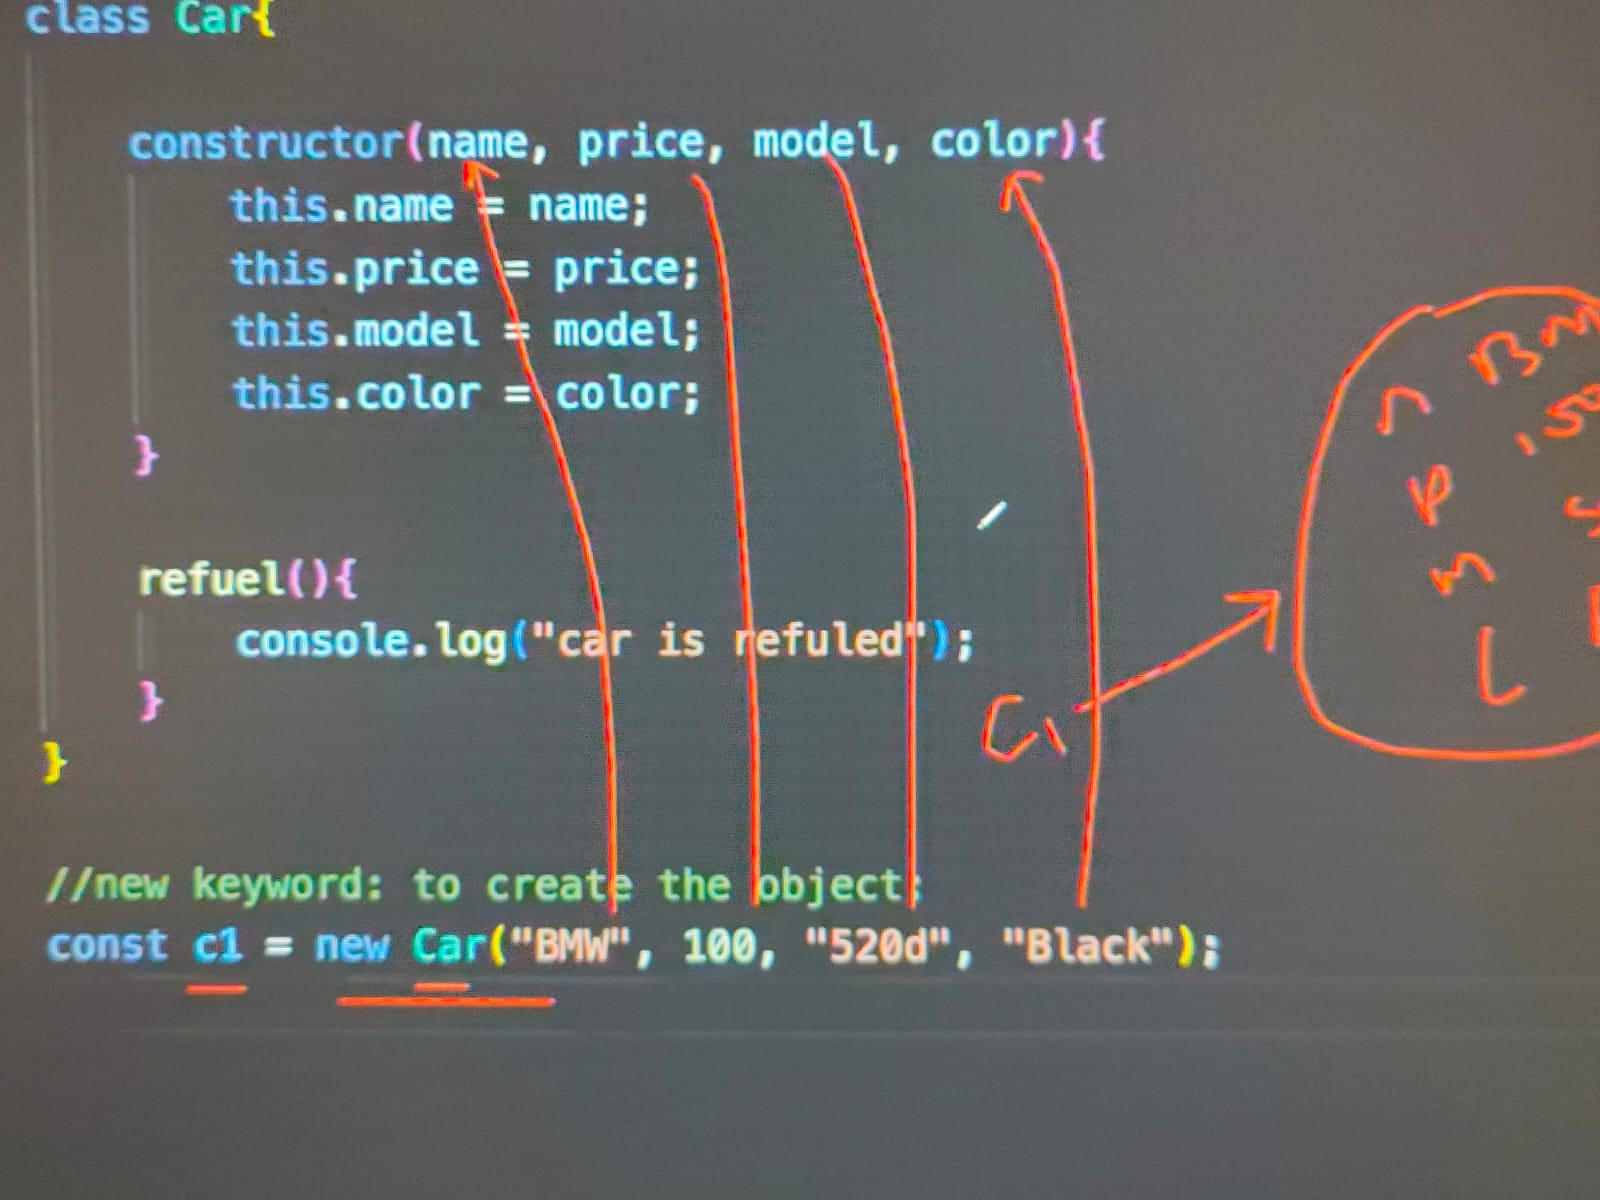 class Car{
constructor(name, price, model, color){
this.name = name;
this.price = price;
this.model = model;
this.color = color;
}
refuel(){
console.log("car is refuled");
}
}
//new keyword: to create the object;
const c1 = new Car("BMW", 100, "520d", "Black");
C1
n BM
P
m